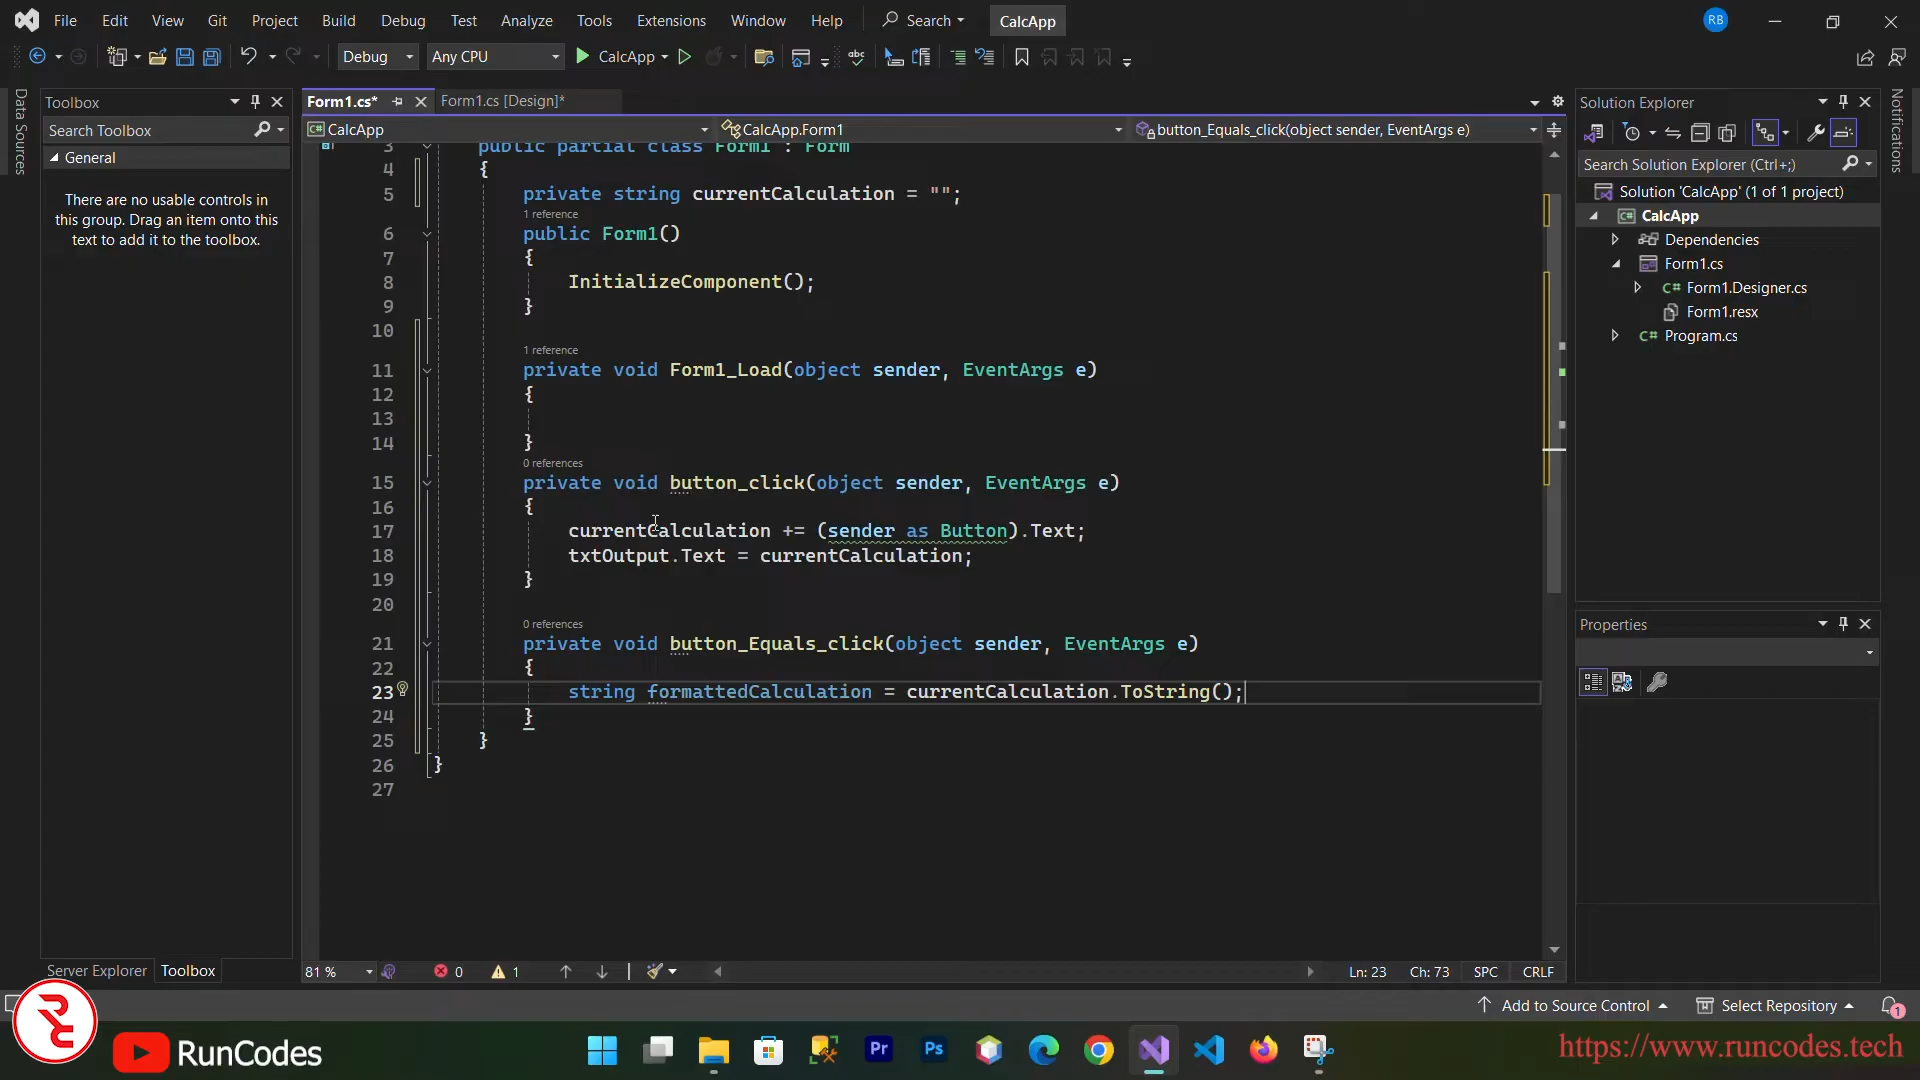 File Edit View Git Project Build Debug Test Analyze Tools Extensions Window Help Search CalcApp RB
Debug Any CPU CalcApp
Data Sources
Toolbox
Search Toolbox
General
There are no usable controls in
this group. Drag an item onto this
text to add it to the toolbox.
Server Explorer Toolbox
Form1.cs* Form1.cs [Design]*
CalcApp CalcApp.Form1 button_Equals_click(object sender, EventArgs e)
3 public partial class Form1 : Form
4 {
5 private string currentCalculation = "";
1 reference
6 public Form1()
7 {
8 InitializeComponent();
9 }
10
1 reference
11 private void Form1_Load(object sender, EventArgs e)
12 {
13
14 }
0 references
15 private void button_click(object sender, EventArgs e)
16 {
17 currentCalculation += (sender as Button).Text;
18 txtOutput.Text = currentCalculation;
19 }
20
0 references
21 private void button_Equals_click(object sender, EventArgs e)
22 {
23 string formattedCalculation = currentCalculation.ToString();
24 }
25 }
26 }
27
81 % 0 1 Ln: 23 Ch: 73 SPC CRLF
Solution Explorer
Search Solution Explorer (Ctrl+;)
Solution 'CalcApp' (1 of 1 project)
CalcApp
Dependencies
Form1.cs
Form1.Designer.cs
Form1.resx
Program.cs
Properties
Notifications
Add to Source Control Select Repository 1
RunCodes
Pr Ps
https://www.runcodes.tech